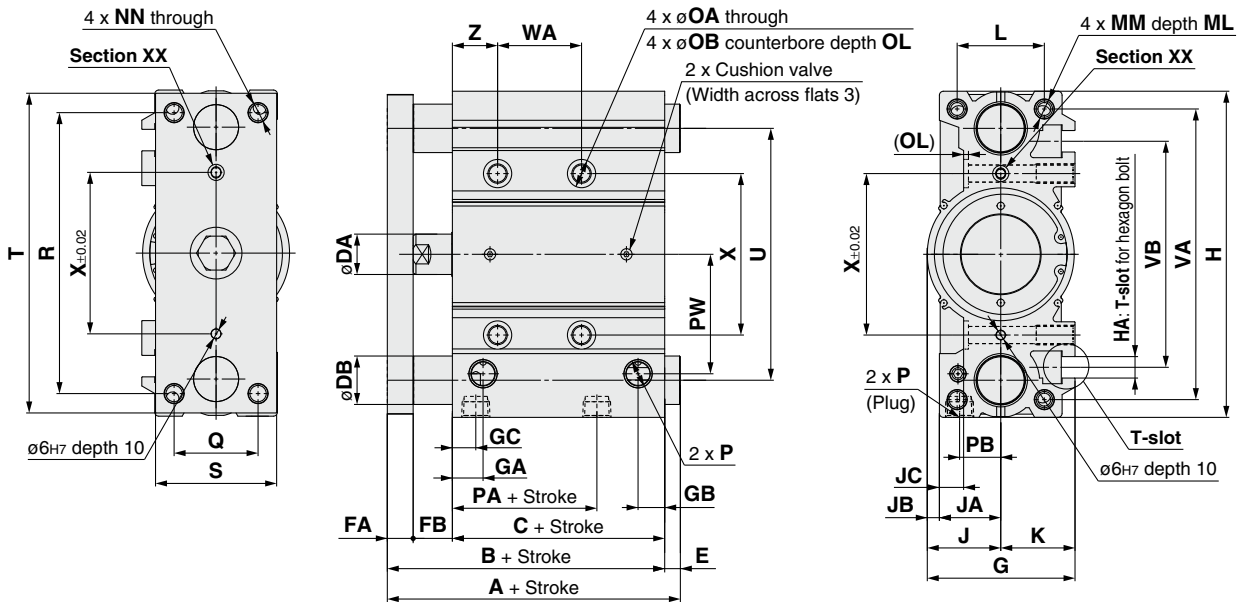 4 x NN through
Section XX
T
R
X±0.02
ø6H7 depth 10
Q
S
Z
WA
4 x øOA through
4 x øOB counterbore depth OL
2 x Cushion valve
(Width across flats 3)
øDA
øDB
PW
X
U
GC
GA
2 x P
PA + Stroke
GB
FA
FB
C + Stroke
B + Stroke
E
A + Stroke
L
4 x MM depth ML
Section XX
(OL)
X±0.02
HA: T-slot for hexagon bolt
VB
VA
H
2 x P
(Plug)
T-slot
PB
ø6H7 depth 10
JC
JB
JA
J
K
G